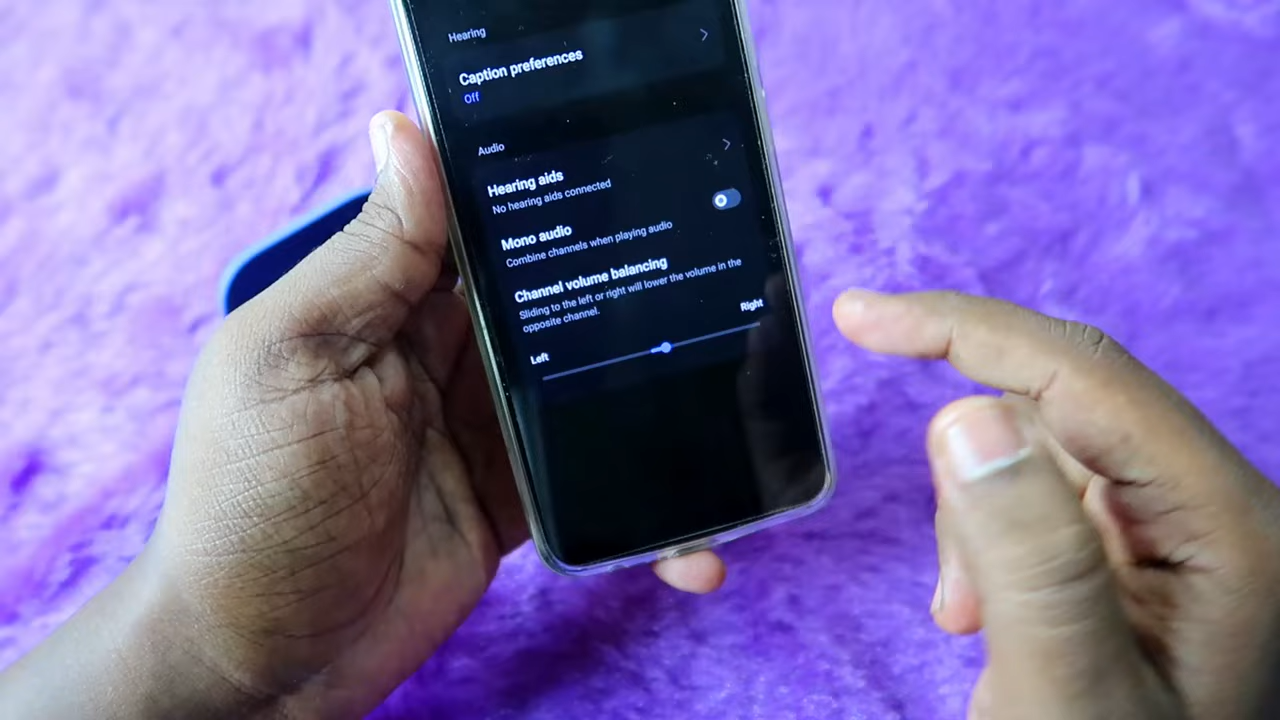 Hearing
Caption preferences
Off
Audio
Hearing aids
No hearing aids connected
Mono audio
Combine channels when playing audio
Channel volume balancing
Sliding to the left or right will lower the volume in the
opposite channel.
Left Right